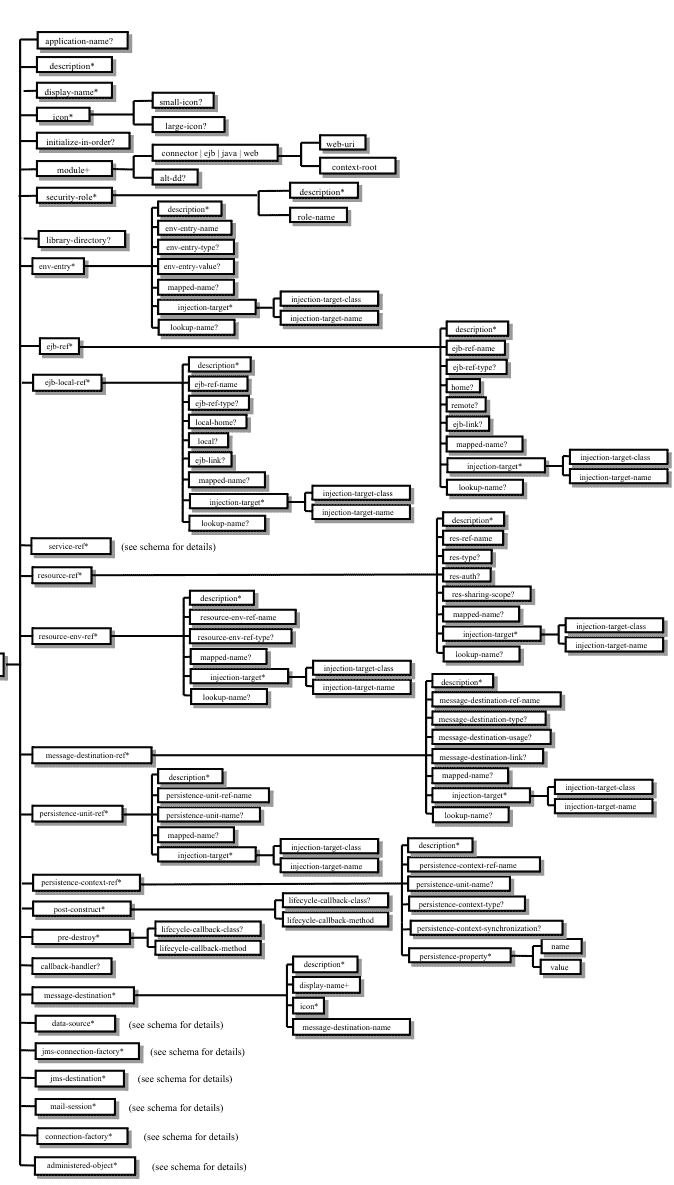 application-name?
description*
display-name*
icon*
small-icon?
large-icon?
initialize-in-order?
module+
connector | ejb | java | web
web-uri
context-root
alt-dd?
security-role*
description*
role-name
library-directory?
env-entry*
description*
env-entry-name
env-entry-type?
env-entry-value?
mapped-name?
injection-target*
injection-target-class
injection-target-name
lookup-name?
ejb-ref*
description*
ejb-ref-name
ejb-ref-type?
home?
remote?
ejb-link?
mapped-name?
injection-target*
injection-target-class
injection-target-name
lookup-name?
ejb-local-ref*
description*
ejb-ref-name
ejb-ref-type?
local-home?
local?
ejb-link?
mapped-name?
injection-target*
injection-target-class
injection-target-name
lookup-name?
service-ref* (see schema for details)
resource-ref*
description*
res-ref-name
res-type?
res-auth?
res-sharing-scope?
mapped-name?
injection-target*
injection-target-class
injection-target-name
lookup-name?
resource-env-ref*
description*
resource-env-ref-name
resource-env-ref-type?
mapped-name?
injection-target*
injection-target-class
injection-target-name
lookup-name?
message-destination-ref*
description*
message-destination-ref-name
message-destination-type?
message-destination-usage?
message-destination-link?
mapped-name?
injection-target*
injection-target-class
injection-target-name
lookup-name?
persistence-unit-ref*
description*
persistence-unit-ref-name
persistence-unit-name?
mapped-name?
injection-target*
injection-target-class
injection-target-name
persistence-context-ref*
description*
persistence-context-ref-name
persistence-unit-name?
persistence-context-type?
persistence-context-synchronization?
persistence-property*
name
value
post-construct*
lifecycle-callback-class?
lifecycle-callback-method
pre-destroy*
lifecycle-callback-class?
lifecycle-callback-method
callback-handler?
message-destination*
description*
display-name+
icon*
message-destination-name
data-source* (see schema for details)
jms-connection-factory* (see schema for details)
jms-destination* (see schema for details)
mail-session* (see schema for details)
connection-factory* (see schema for details)
administered-object* (see schema for details)